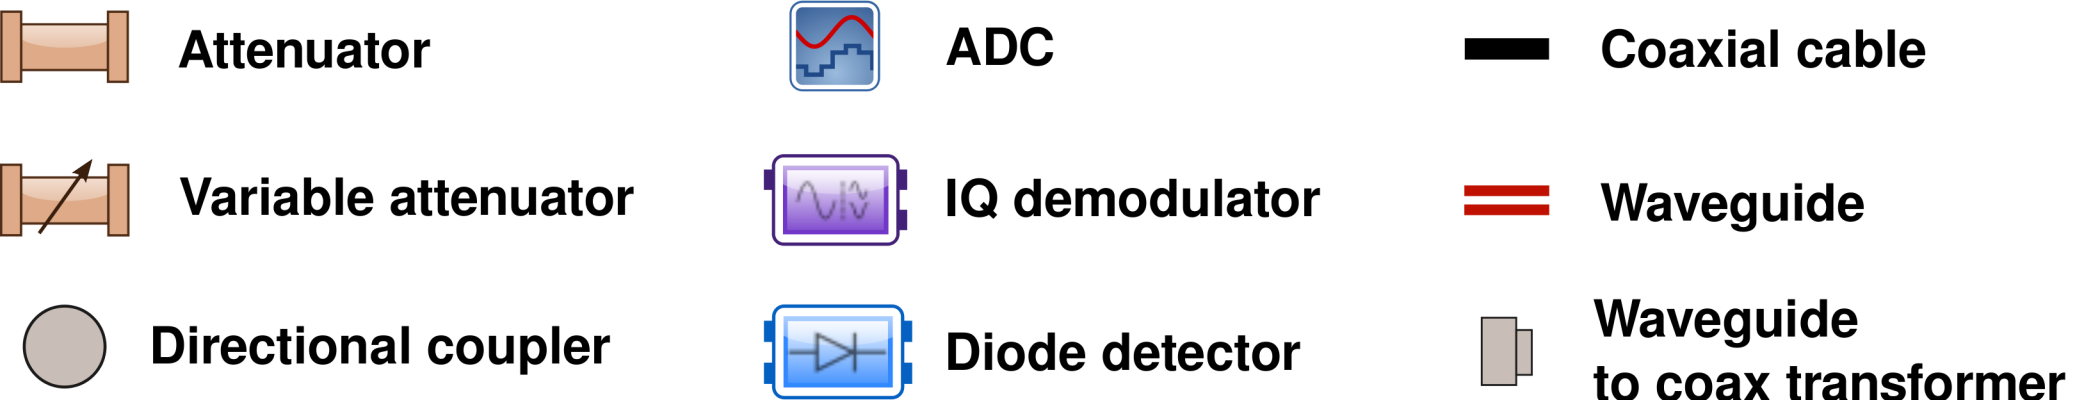 Attenuator
ADC
Coaxial cable
Variable attenuator
IQ demodulator
Waveguide
Directional coupler
Diode detector
Waveguide
to coax transformer